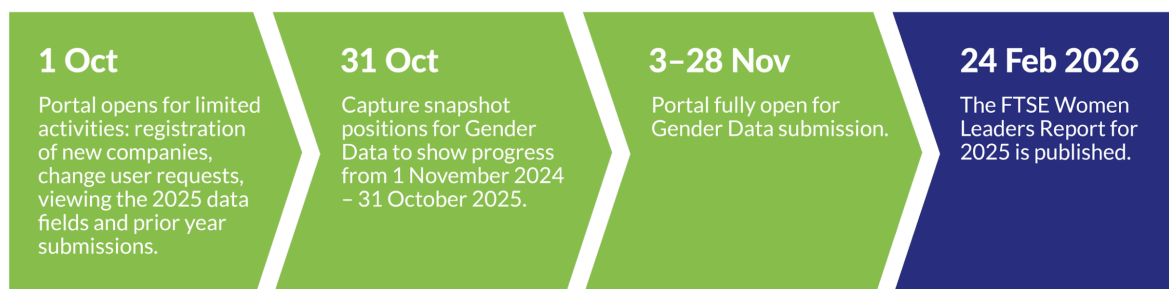 1 Oct
Portal opens for limited
activities: registration
of new companies,
change user requests,
viewing the 2025 data
fields and prior year
submissions.
31 Oct
Capture snapshot
positions for Gender
Data to show progress
from 1 November 2024
– 31 October 2025.
3–28 Nov
Portal fully open for
Gender Data submission.
24 Feb 2026
The FTSE Women
Leaders Report for
2025 is published.